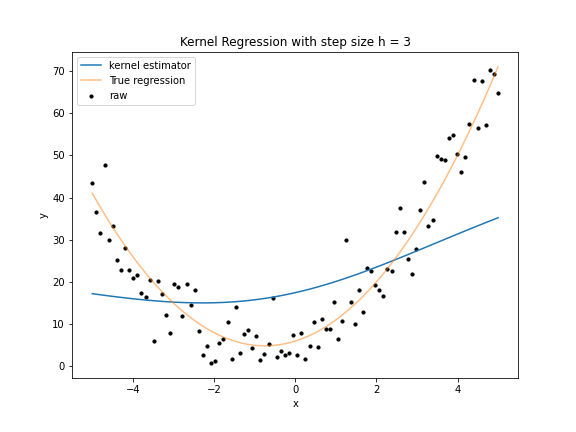 Kernel Regression with step size h = 3
kernel estimator
True regression
raw
70
60
50
40
30
20
10
0
y
−4
−2
0
2
4
x